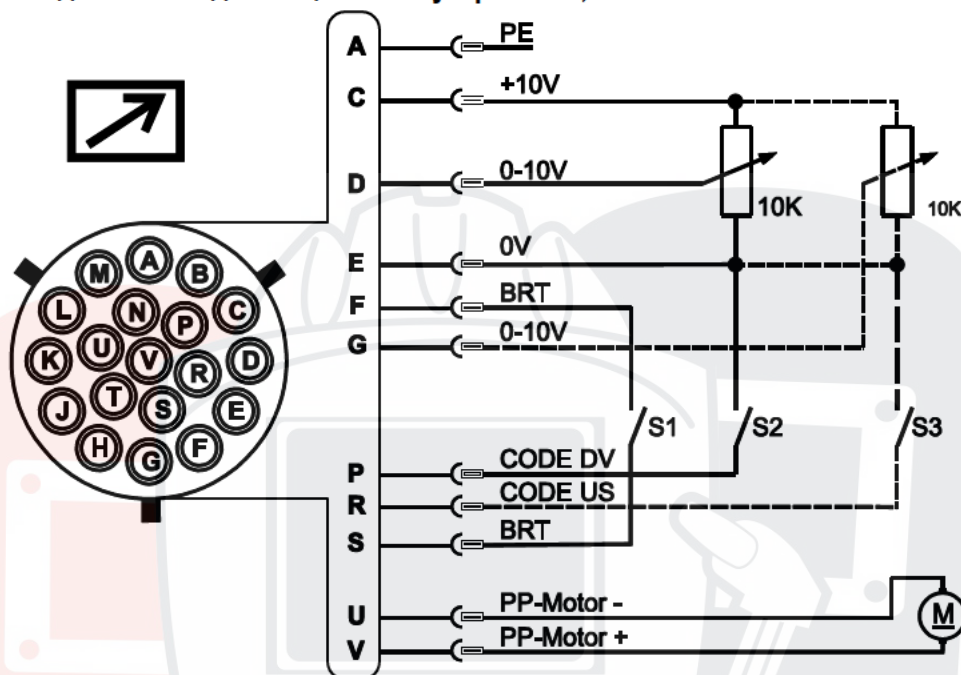 A PE
C +10V
D 0-10V
10K
10K
E 0V
F BRT
G 0-10V
S1
S2
S3
P CODE DV
R CODE US
S BRT
U PP-Motor -
V PP-Motor +
M
M A B
L N P C
K U V R D
J T S E
H G F